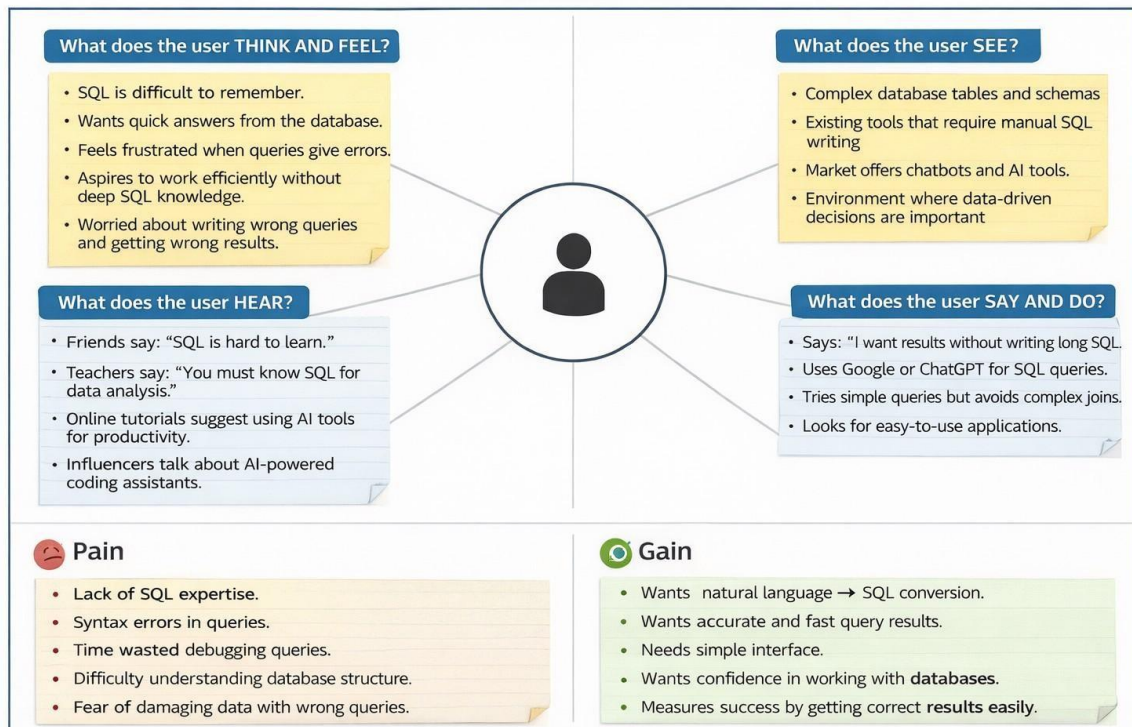 What does the user THINK AND FEEL?
• SQL is difficult to remember.
• Wants quick answers from the database.
• Feels frustrated when queries give errors.
• Aspires to work efficiently without
deep SQL knowledge.
• Worried about writing wrong queries
and getting wrong results.
What does the user SEE?
• Complex database tables and schemas
• Existing tools that require manual SQL
writing
• Market offers chatbots and AI tools.
• Environment where data-driven
decisions are important
What does the user HEAR?
• Friends say: “SQL is hard to learn.”
• Teachers say: “You must know SQL for
data analysis.”
• Online tutorials suggest using AI tools
for productivity.
• Influencers talk about AI-powered
coding assistants.
What does the user SAY AND DO?
• Says: “I want results without writing long SQL.
• Uses Google or ChatGPT for SQL queries.
• Tries simple queries but avoids complex joins.
• Looks for easy-to-use applications.
Pain
• Lack of SQL expertise.
• Syntax errors in queries.
• Time wasted debugging queries.
• Difficulty understanding database structure.
• Fear of damaging data with wrong queries.
Gain
• Wants natural language → SQL conversion.
• Wants accurate and fast query results.
• Needs simple interface.
• Wants confidence in working with databases.
• Measures success by getting correct results easily.